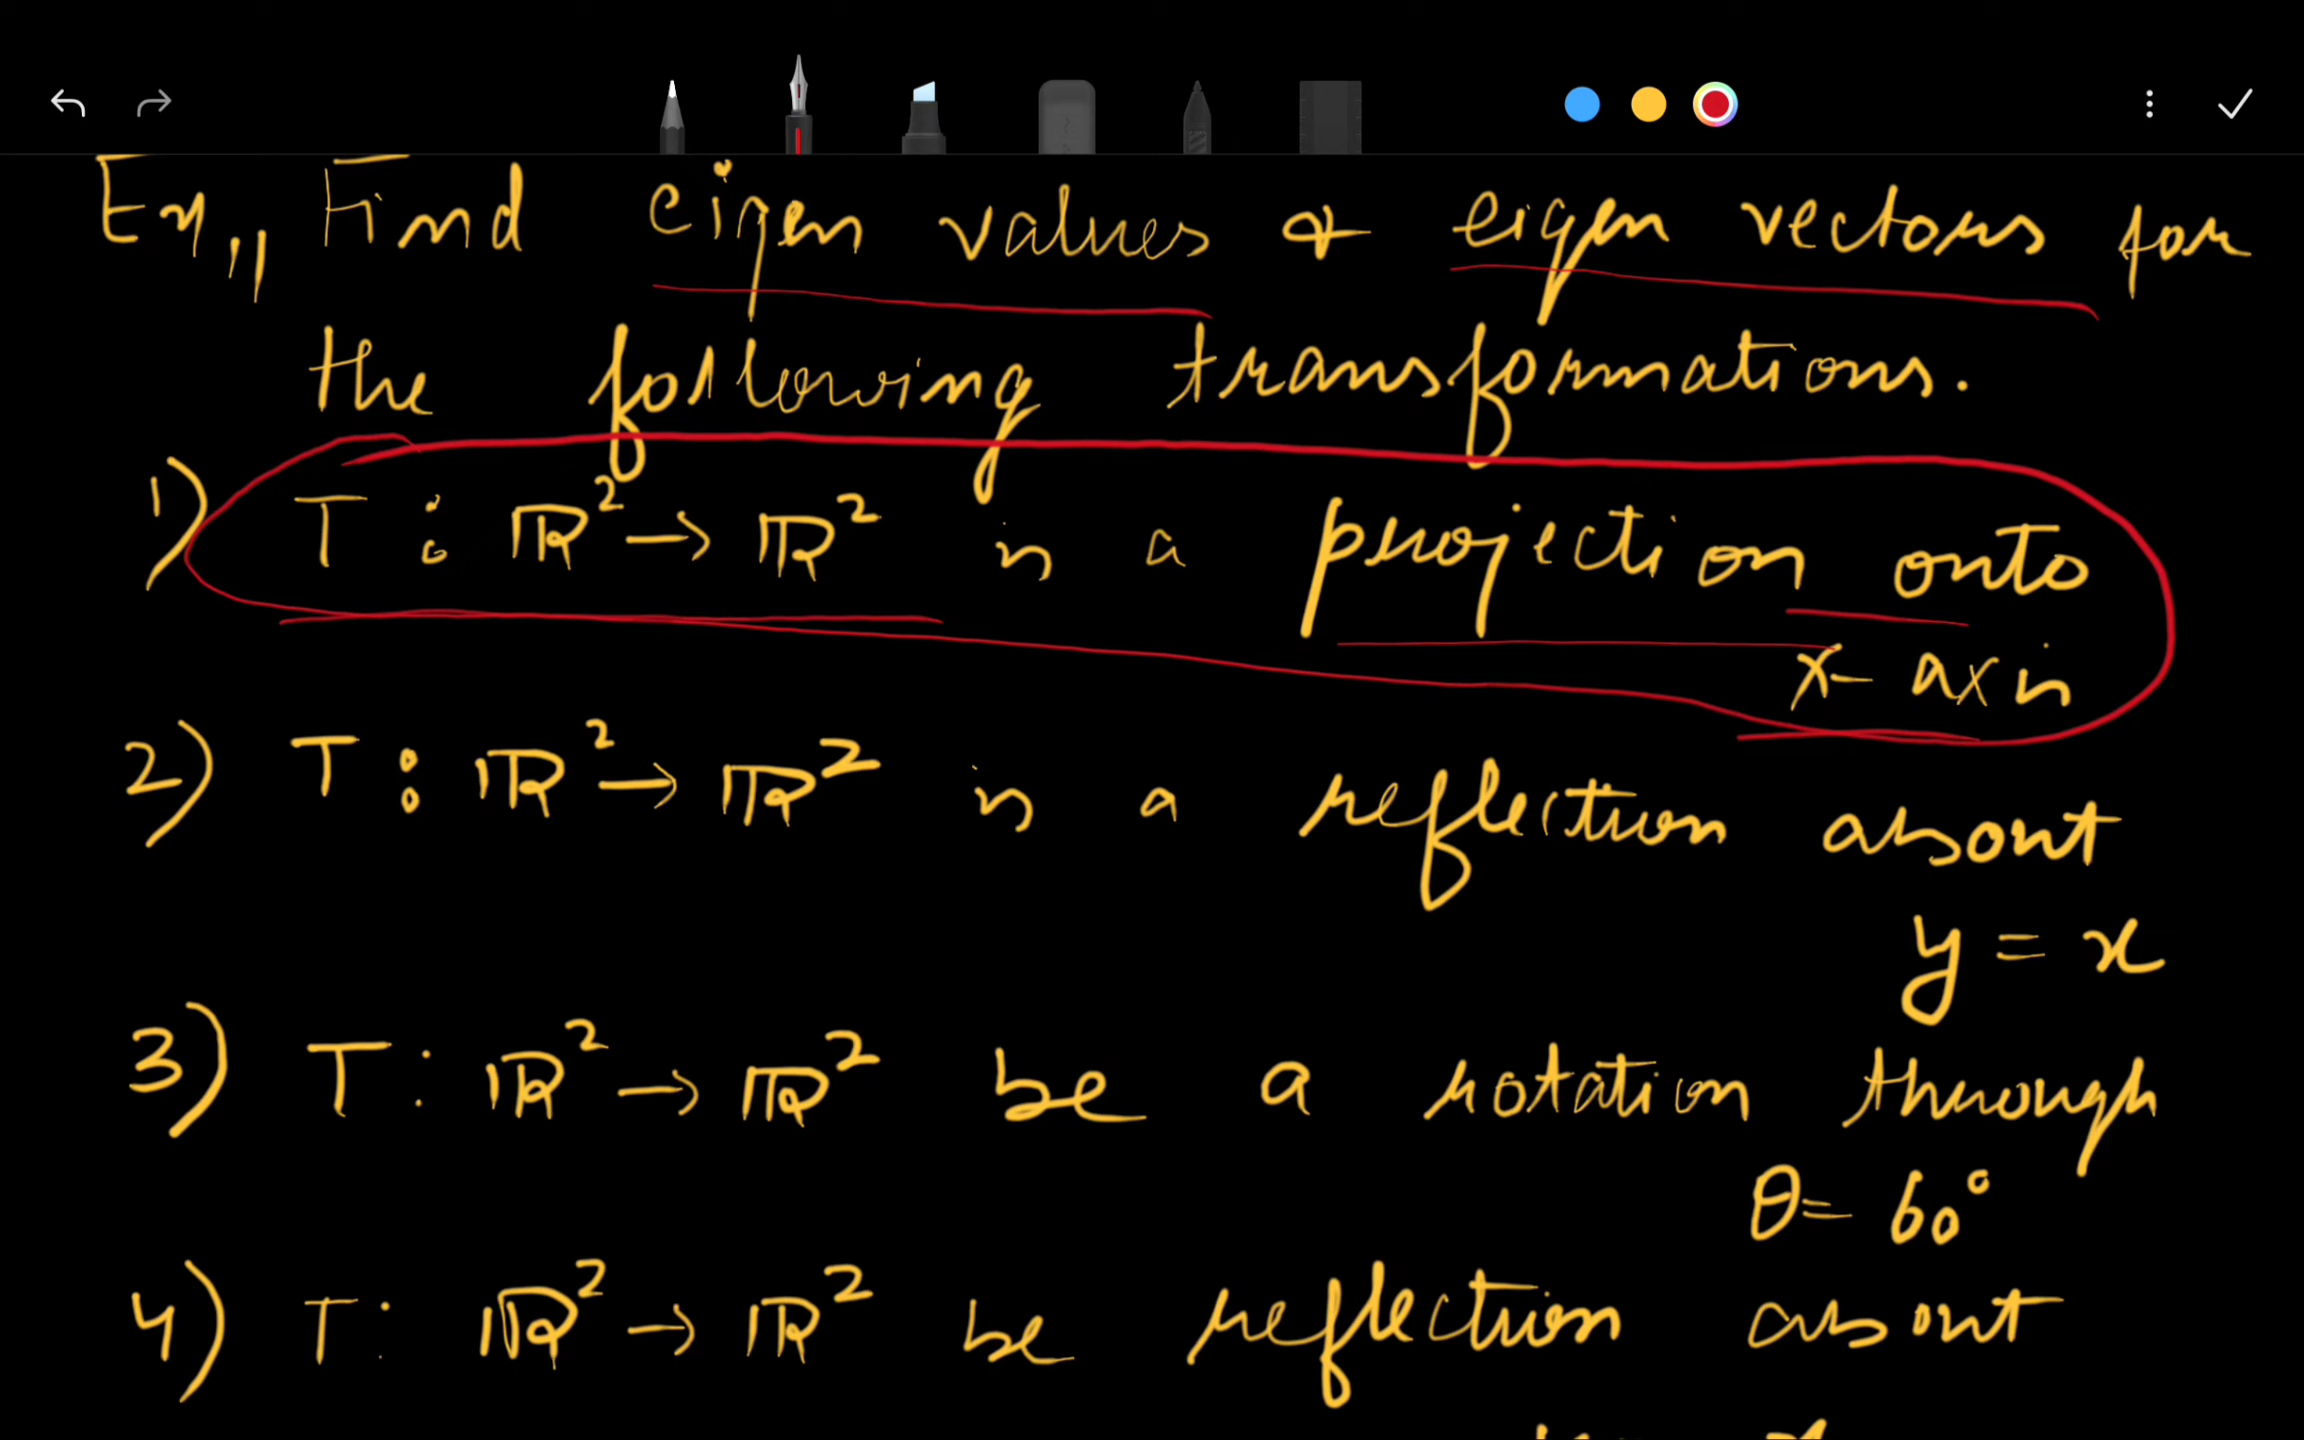 Ex, Find eigen values & eigen vectors for
the following transformations.
1) T : ℝ² → ℝ² is a projection onto
x-axis
2) T : ℝ² → ℝ² is a reflection about
y = x
3) T : ℝ² → ℝ² be a rotation through
θ = 60°
4) T : ℝ² → ℝ² be reflection about